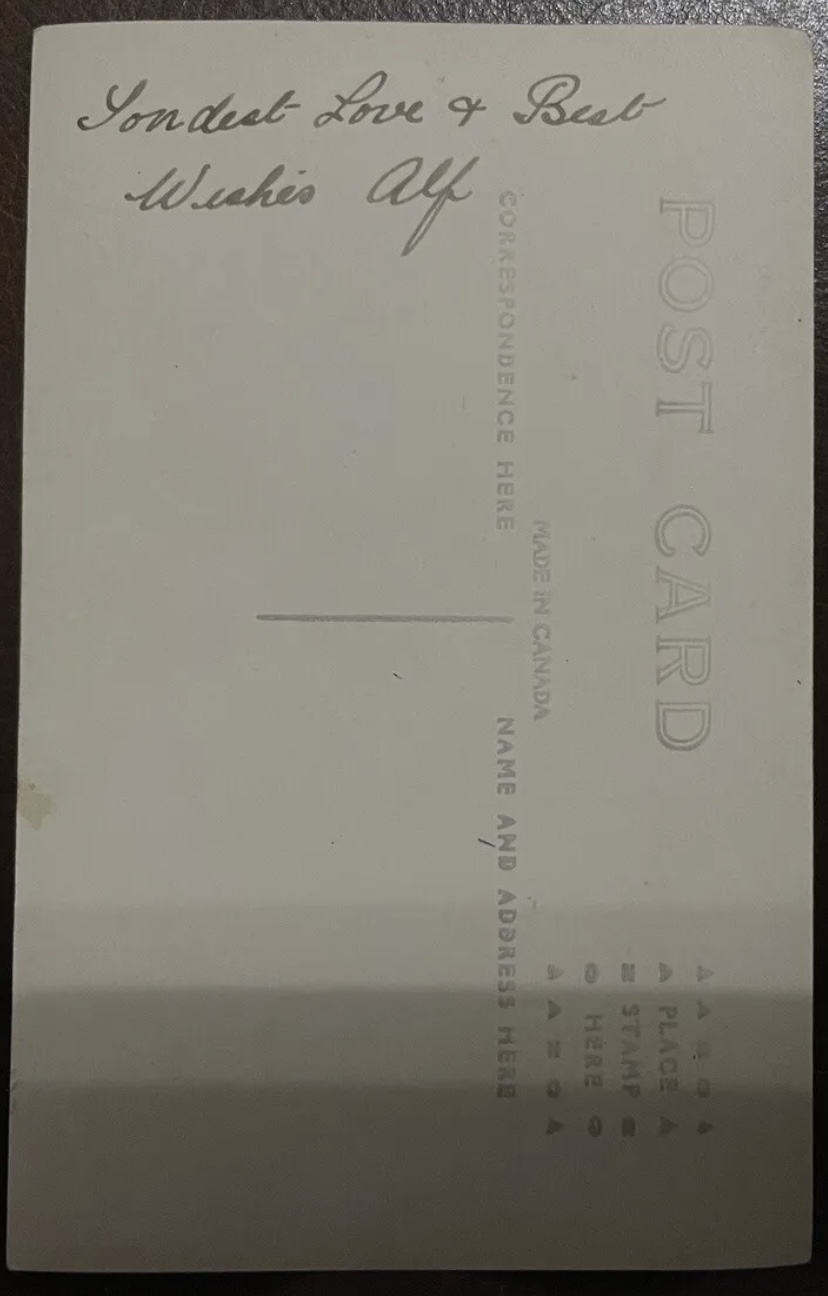 Fondest Love & Best
Wishes Alf
POST CARD
MADE IN CANADA
CORRESPONDENCE HERE
NAME AND ADDRESS HERE
PLACE
STAMP
HERE